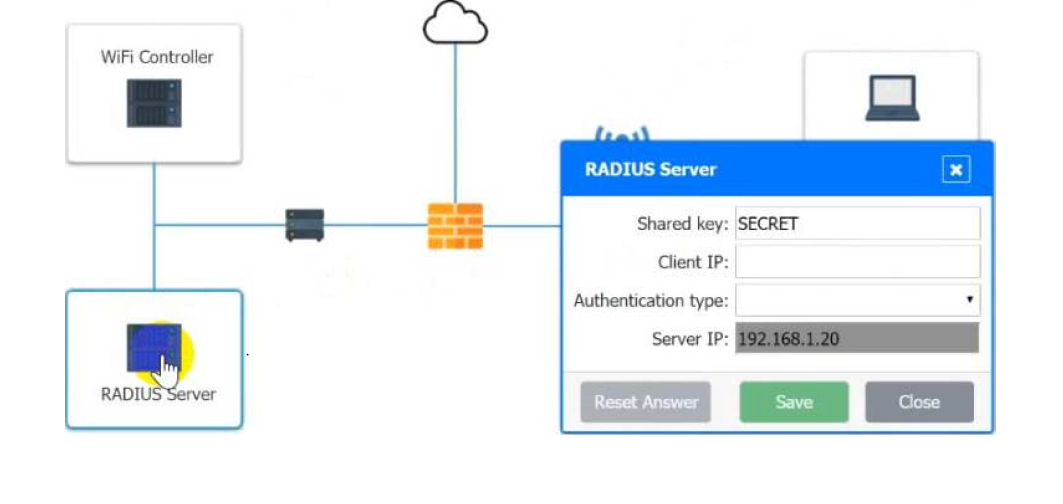 WiFi Controller
RADIUS Server
RADIUS Server
Shared key: SECRET
Client IP:
Authentication type:
Server IP: 192.168.1.20
Reset Answer Save Close